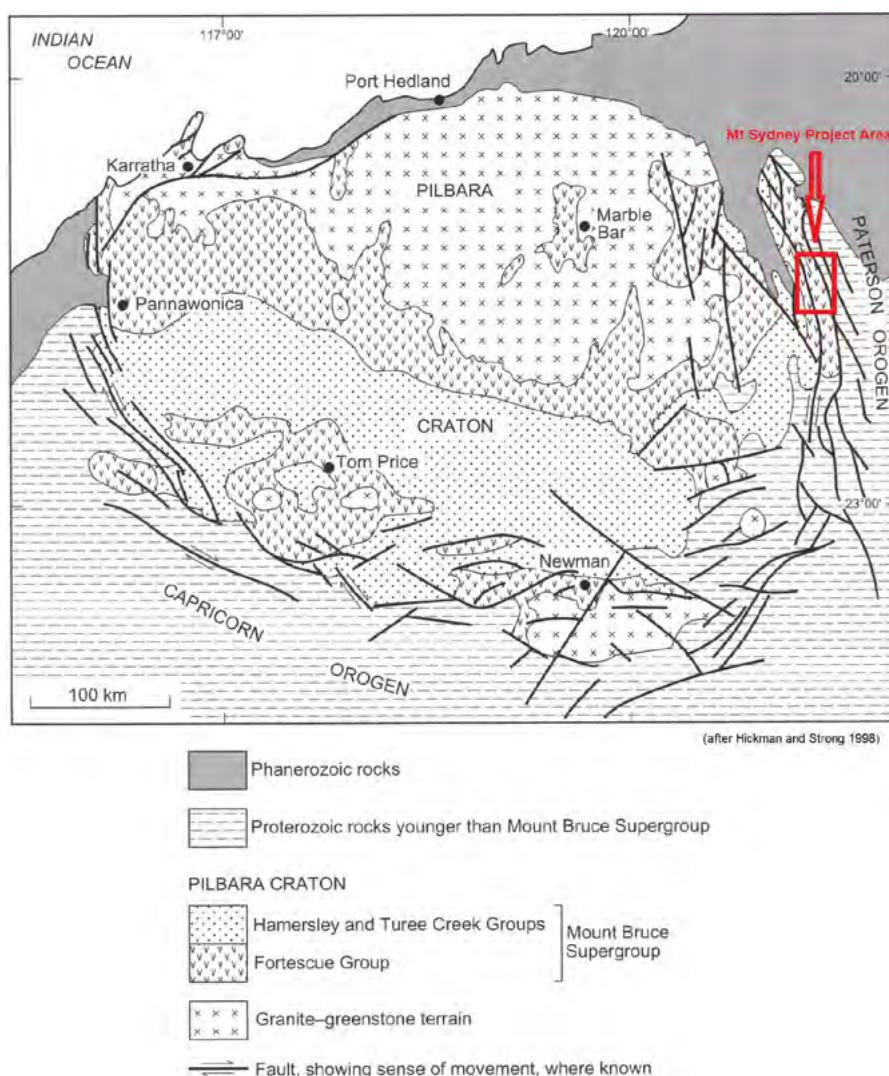 INDIAN
OCEAN
117°00'
120°00'
20°00'
Port Hedland
Mt Sydney Project Area
Karratha
PILBARA
Marble
Bar
PATERSON
OROGEN
Pannawonica
CRATON
Tom Price
23°00'
Newman
CAPRICORN
OROGEN
100 km
(after Hickman and Strong 1998)
Phanerozoic rocks
Proterozoic rocks younger than Mount Bruce Supergroup
PILBARA CRATON
Hamersley and Turee Creek Groups
Mount Bruce
Supergroup
Fortescue Group
Granite–greenstone terrain
Fault, showing sense of movement, where known